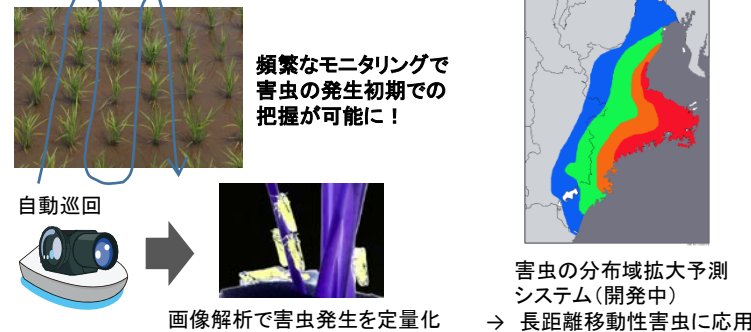 頻繁なモニタリングで
害虫の発生初期での
把握が可能に！
自動巡回
画像解析で害虫発生を定量化
害虫の分布域拡大予測
システム（開発中）
→ 長距離移動性害虫に応用